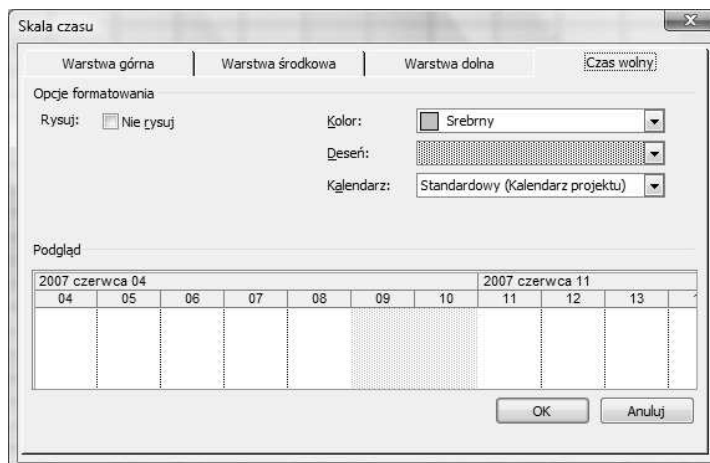 Skala czasu
X
Warstwa górna Warstwa środkowa Warstwa dolna Czas wolny
Opcje formatowania
Rysuj: Nie rysuj Kolor: Srebrny
Deseń:
Kalendarz: Standardowy (Kalendarz projektu)
Podgląd
2007 czerwca 04 2007 czerwca 11
04 05 06 07 08 09 10 11 12 13
OK Anuluj